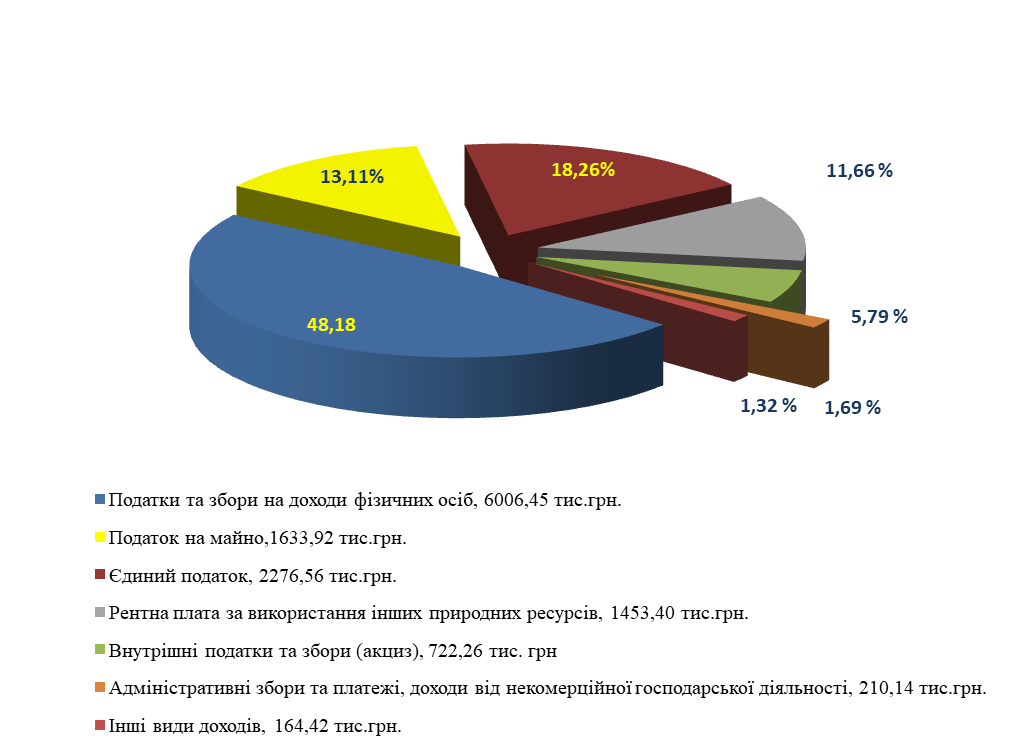 18,26%
11,66 %
13,11%
48,18
5,79 %
1,32 %
1,69 %
Податки та збори на доходи фізичних осіб, 6006,45 тис.грн.
Податок на майно,1633,92 тис.грн.
Єдиний податок, 2276,56 тис.грн.
Рентна плата за використання інших природних ресурсів, 1453,40 тис.грн.
Внутрішні податки та збори (акциз), 722,26 тис. грн
Адміністративні збори та платежі, доходи від некомерційної господарської діяльності, 210,14 тис.грн.
Інші види доходів, 164,42 тис.грн.